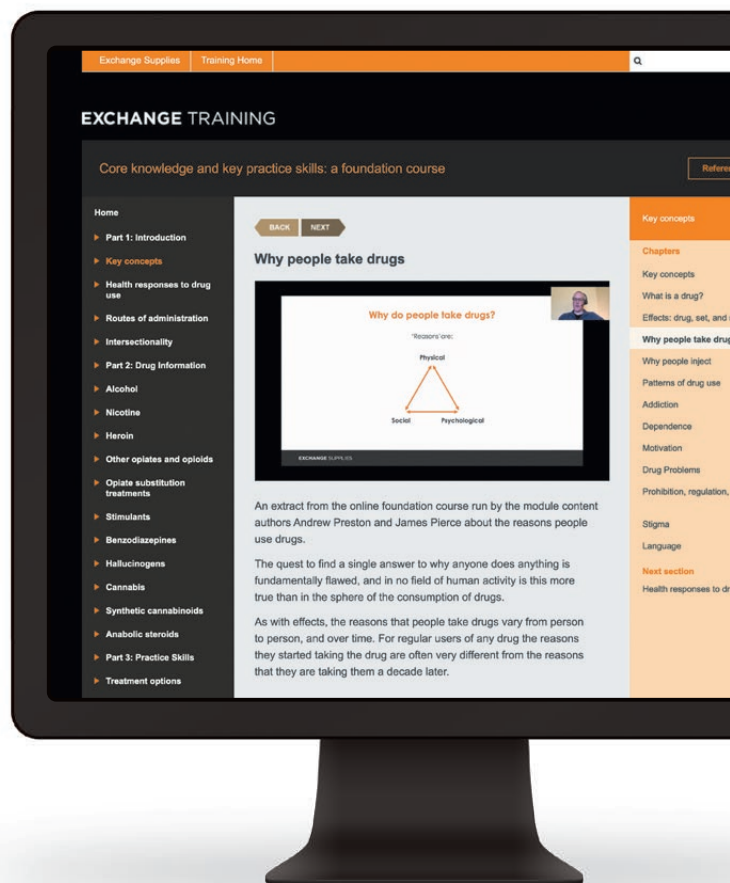 Exchange Supplies
Training Home
EXCHANGE TRAINING
Core knowledge and key practice skills: a foundation course
Home
Part 1: Introduction
Key concepts
Health responses to drug
use
Routes of administration
Intersectionality
Part 2: Drug Information
Alcohol
Nicotine
Heroin
Other opiates and opioids
Opiate substitution
treatments
Stimulants
Benzodiazepines
Hallucinogens
Cannabis
Synthetic cannabinoids
Anabolic steroids
Part 3: Practice Skills
Treatment options
BACK
NEXT
Why people take drugs
Why do people take drugs?
'Reasons' are:
Physical
Social
Psychological
EXCHANGE SUPPLIES
An extract from the online foundation course run by the module content
authors Andrew Preston and James Pierce about the reasons people
use drugs.
The quest to find a single answer to why anyone does anything is
fundamentally flawed, and in no field of human activity is this more
true than in the sphere of the consumption of drugs.
As with effects, the reasons that people take drugs vary from person
to person, and over time. For regular users of any drug the reasons
they started taking the drug are often very different from the reasons
that they are taking them a decade later.
Key concepts
Chapters
Key concepts
What is a drug?
Effects: drug, set, and
Why people take
Why people inject
Patterns of drug use
Addiction
Dependence
Motivation
Drug Problems
Prohibition, regulation,
Stigma
Language
Next section
Health responses to